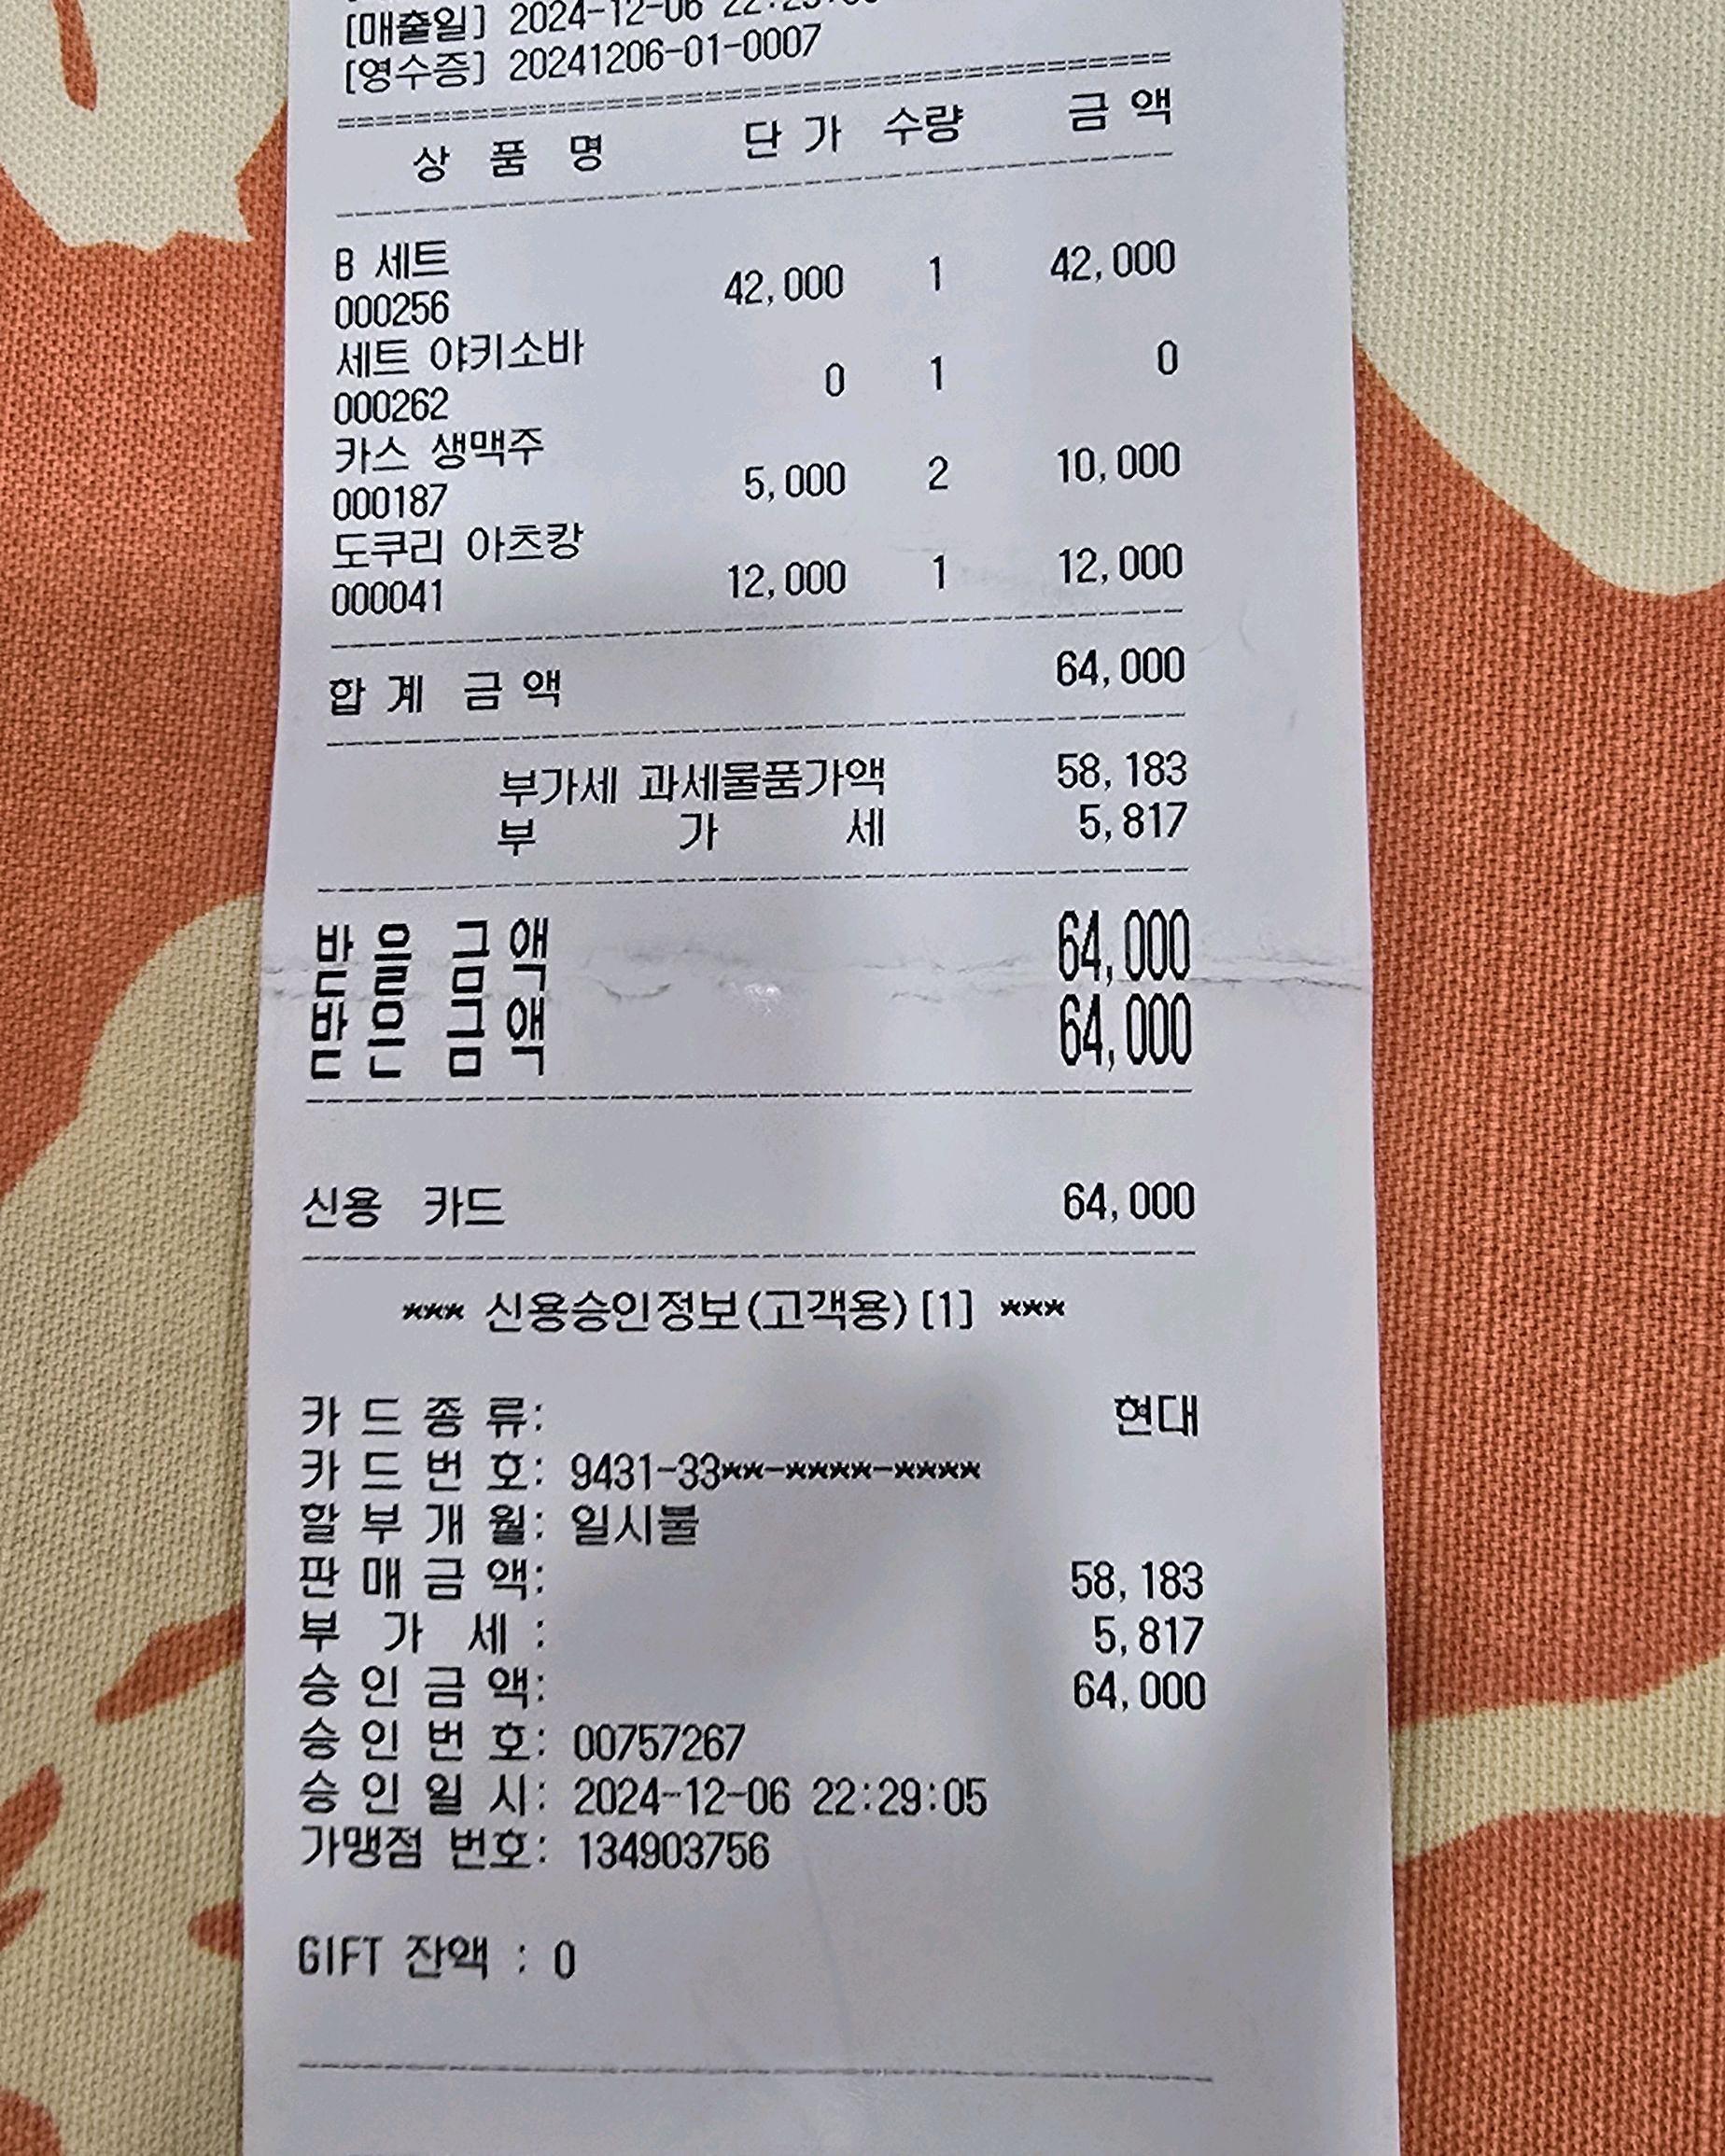 [매출일] 2024-12-06
[영수증] 20241206-01-0007
==========================================
상 품 명 단 가 수량 금 액
------------------------------------------
B 세트
000256 42,000 1 42,000
세트 야키소바
000262 0 1 0
카스 생맥주
000187 5,000 2 10,000
도쿠리 아츠캉
000041 12,000 1 12,000
------------------------------------------
합 계 금 액 64,000
------------------------------------------
부가세 과세물품가액 58,183
부 가 세 5,817
------------------------------------------
받 을 금 액 64,000
받 은 금 액 64,000
------------------------------------------
신용 카드 64,000
------------------------------------------
*** 신용승인정보(고객용)[1] ***
카 드 종 류: 현대
카 드 번 호: 9431-33**-****-****
할 부 개 월: 일시불
판 매 금 액: 58,183
부 가 세 : 5,817
승 인 금 액: 64,000
승 인 번 호: 00757267
승 인 일 시: 2024-12-06 22:29:05
가맹점 번호: 134903756
GIFT 잔액 : 0
------------------------------------------